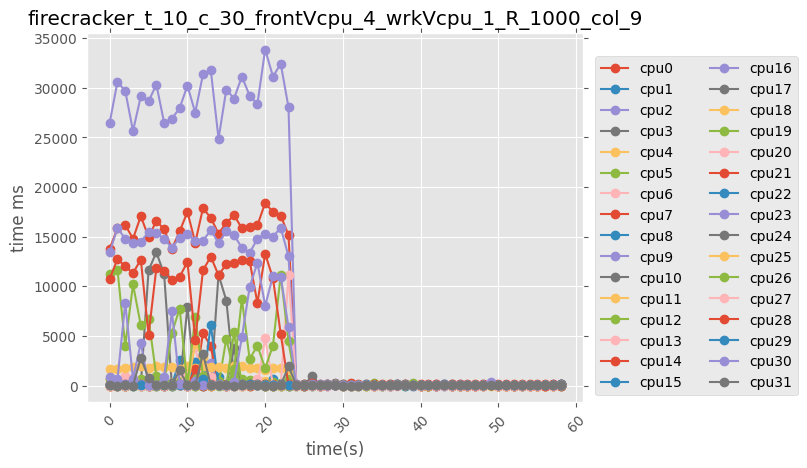 firecracker_t_10_c_30_frontVcpu_4_wrkVcpu_1_R_1000_col_9
35000
30000
25000
20000
15000
10000
5000
0
time ms
0
10
20
30
40
50
60
time(s)
cpu0
cpu1
cpu2
cpu3
cpu4
cpu5
cpu6
cpu7
cpu8
cpu9
cpu10
cpu11
cpu12
cpu13
cpu14
cpu15
cpu16
cpu17
cpu18
cpu19
cpu20
cpu21
cpu22
cpu23
cpu24
cpu25
cpu26
cpu27
cpu28
cpu29
cpu30
cpu31